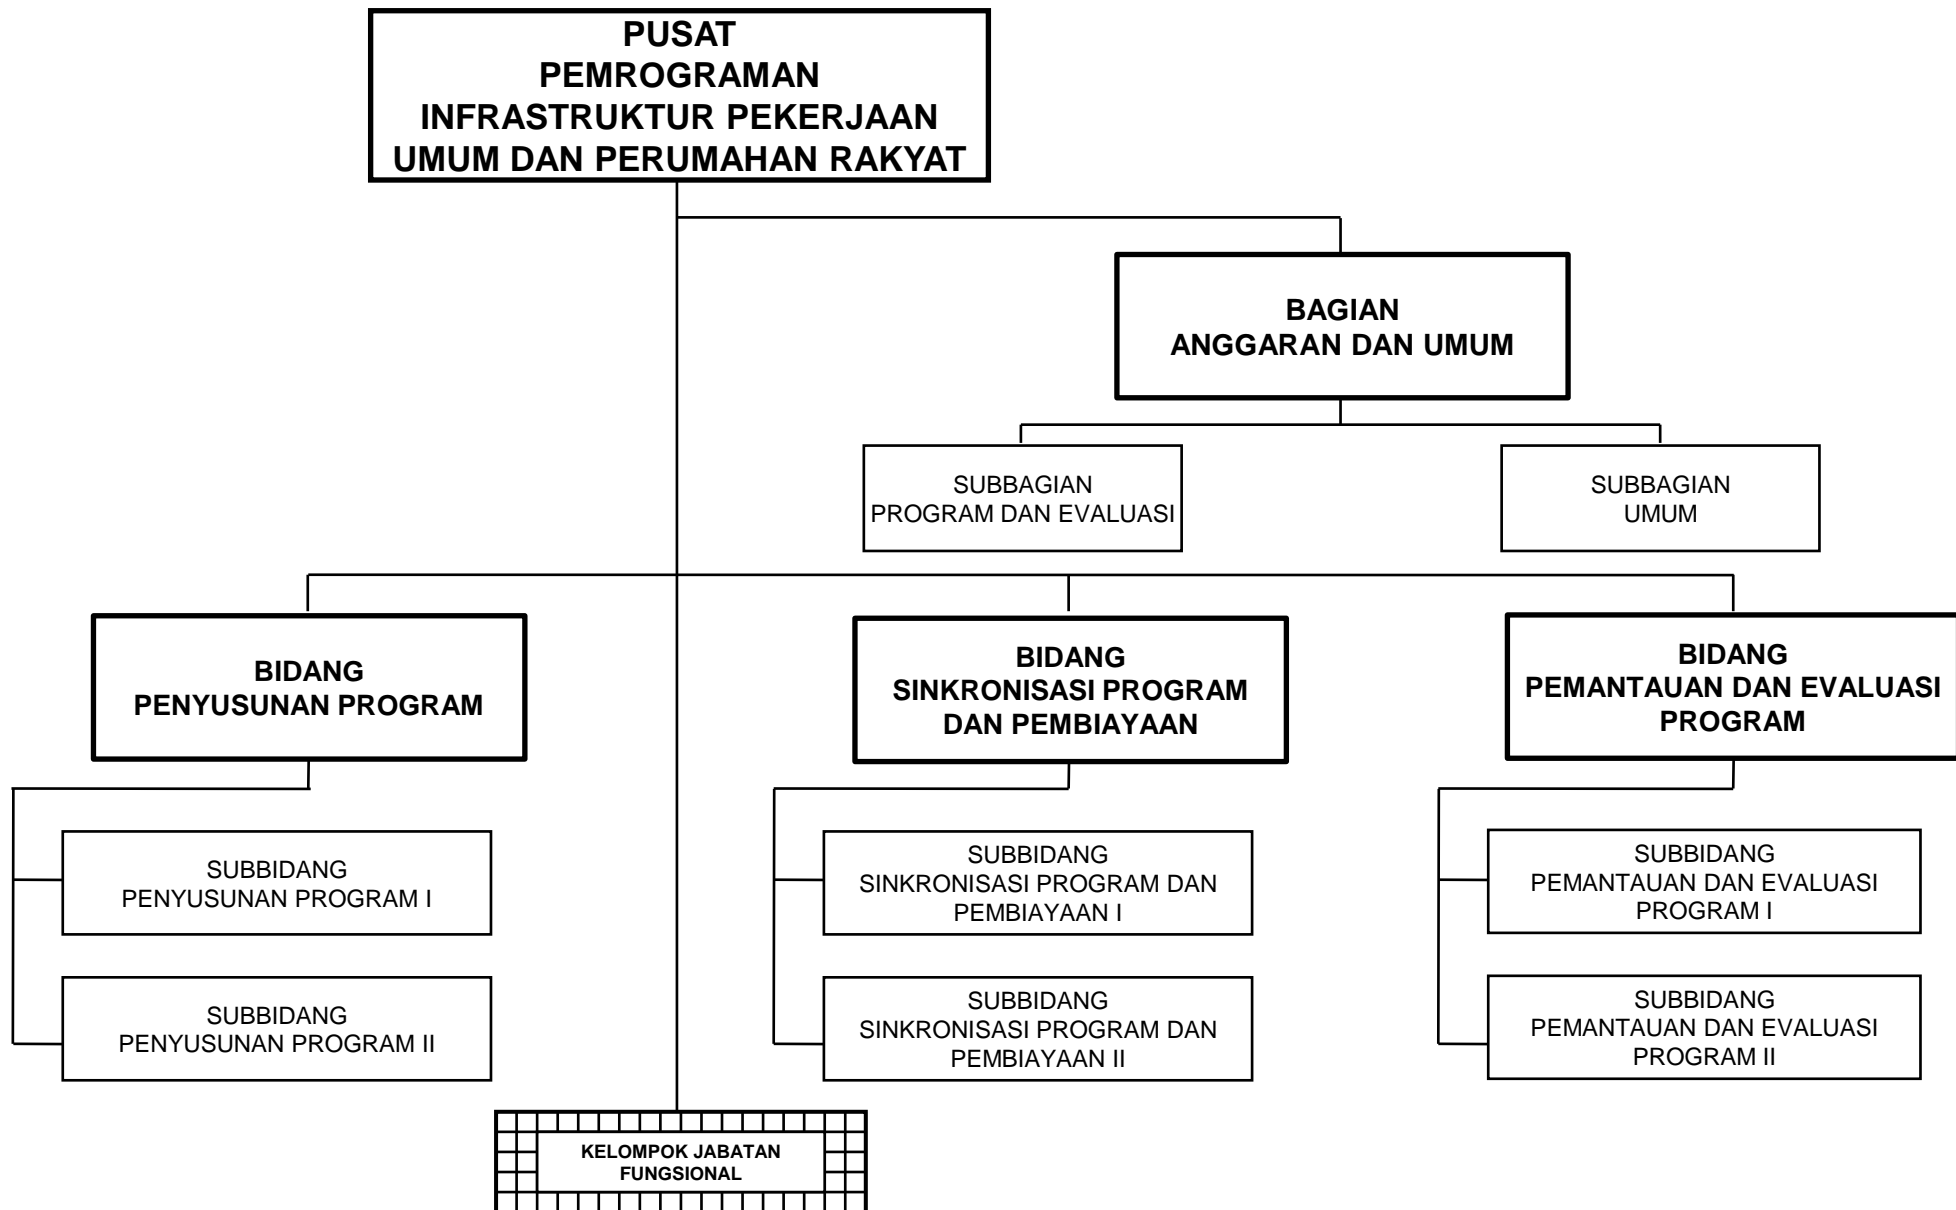 PUSAT
PEMROGRAMAN
INFRASTRUKTUR PEKERJAAN
UMUM DAN PERUMAHAN RAKYAT
BAGIAN
ANGGARAN DAN UMUM
SUBBAGIAN
PROGRAM DAN EVALUASI
SUBBAGIAN
UMUM
BIDANG
PENYUSUNAN PROGRAM
BIDANG
SINKRONISASI PROGRAM
DAN PEMBIAYAAN
BIDANG
PEMANTAUAN DAN EVALUASI
PROGRAM
SUBBIDANG
PENYUSUNAN PROGRAM I
SUBBIDANG
SINKRONISASI PROGRAM DAN
PEMBIAYAAN I
SUBBIDANG
PEMANTAUAN DAN EVALUASI
PROGRAM I
SUBBIDANG
PENYUSUNAN PROGRAM II
SUBBIDANG
SINKRONISASI PROGRAM DAN
PEMBIAYAAN II
SUBBIDANG
PEMANTAUAN DAN EVALUASI
PROGRAM II
KELOMPOK JABATAN
FUNGSIONAL